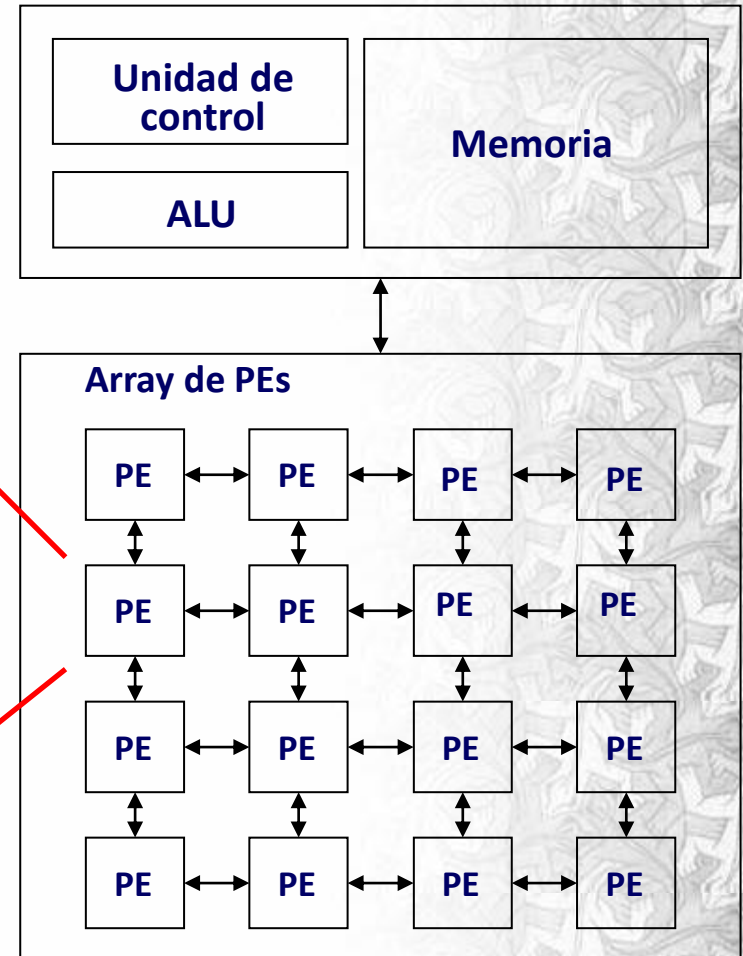 Unidad de
control
Memoria
ALU
Array de PEs
PE PE PE PE
PE PE PE PE
PE PE PE PE
PE PE PE PE